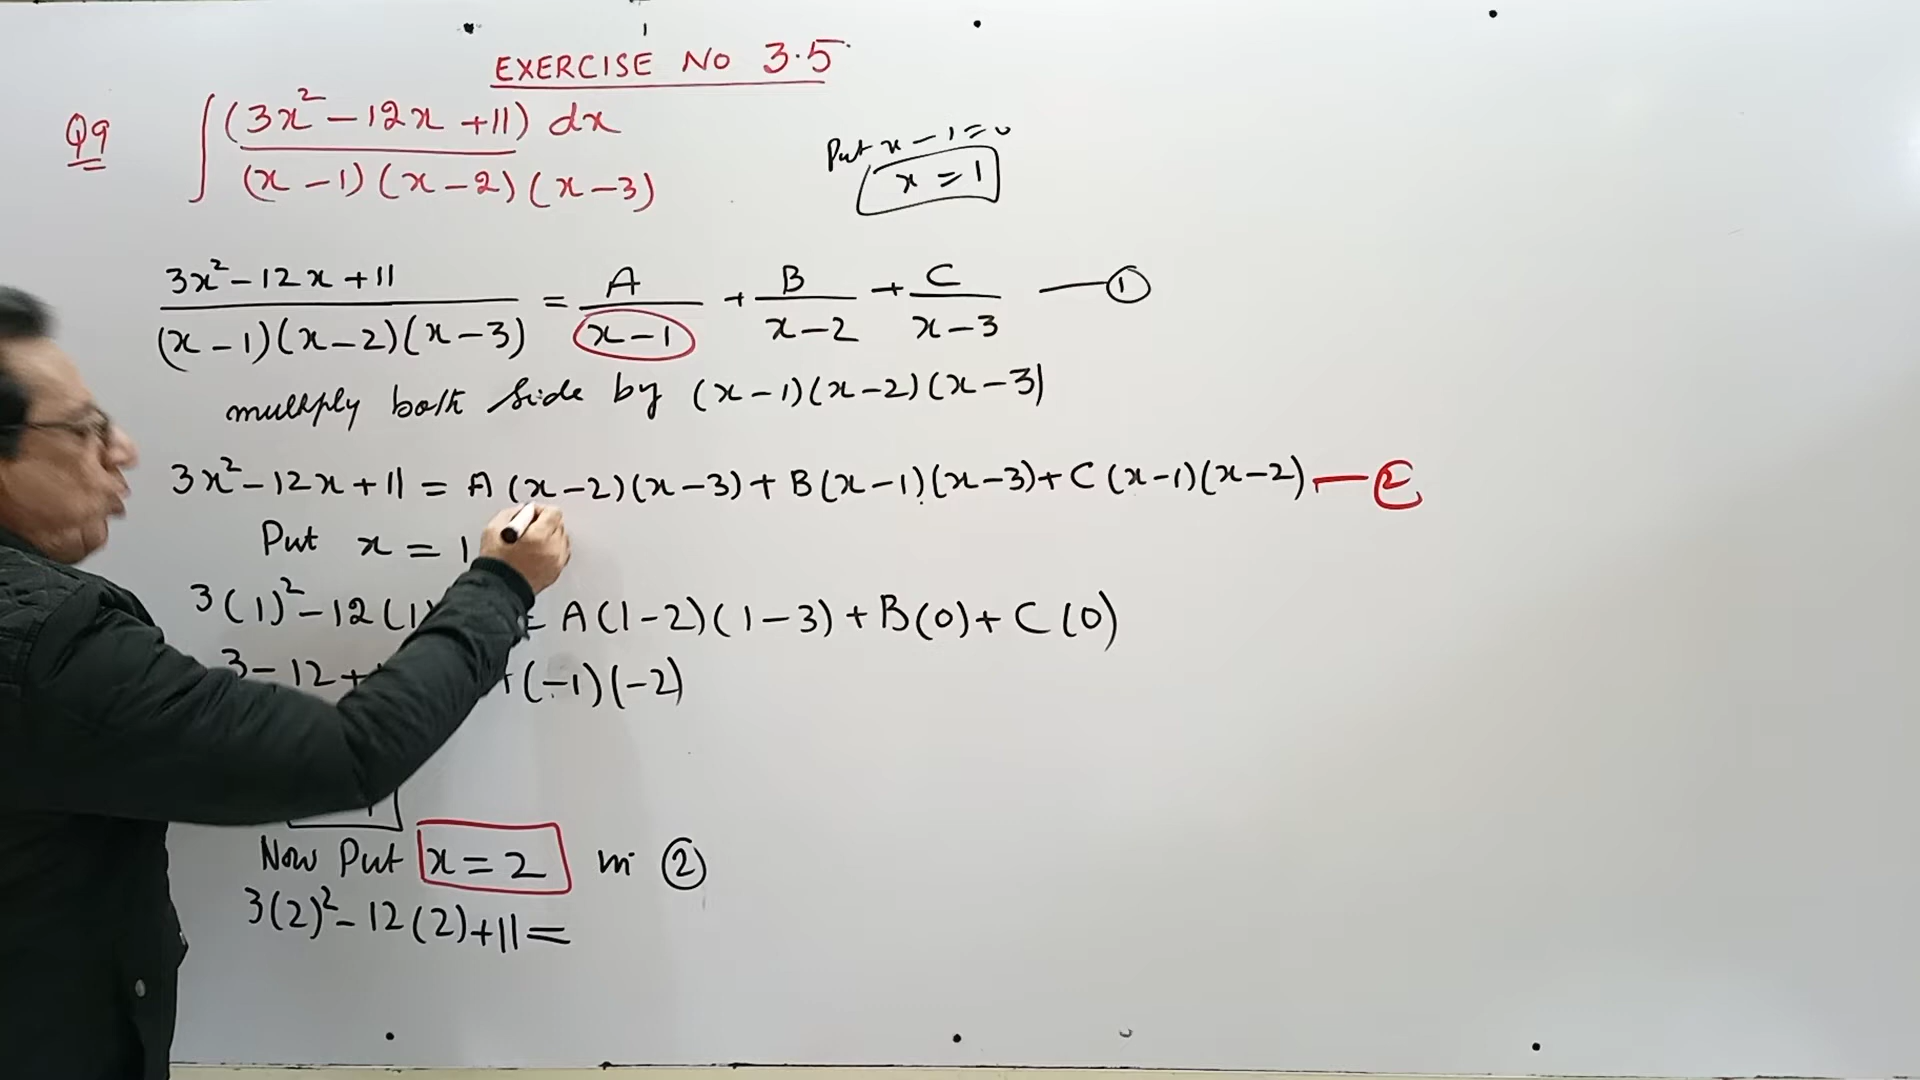 EXERCISE NO 3.5
Q9 ∫ (3x² - 12x + 11) dx
(x - 1) (x - 2) (x - 3)
Put x - 1 = 0
x = 1
3x² - 12x + 11 / (x - 1)(x - 2)(x - 3) = A / x - 1 + B / x - 2 + C / x - 3 — ①
multiply both side by (x - 1)(x - 2)(x - 3)
3x² - 12x + 11 = A (x - 2)(x - 3) + B (x - 1)(x - 3) + C (x - 1)(x - 2) — ②
Put x = 1
3(1)² - 12(1) = A(1 - 2)(1 - 3) + B(0) + C(0)
3 - 12 + (-1)(-2)
Now Put x = 2 in ②
3(2)² - 12(2) + 11 =